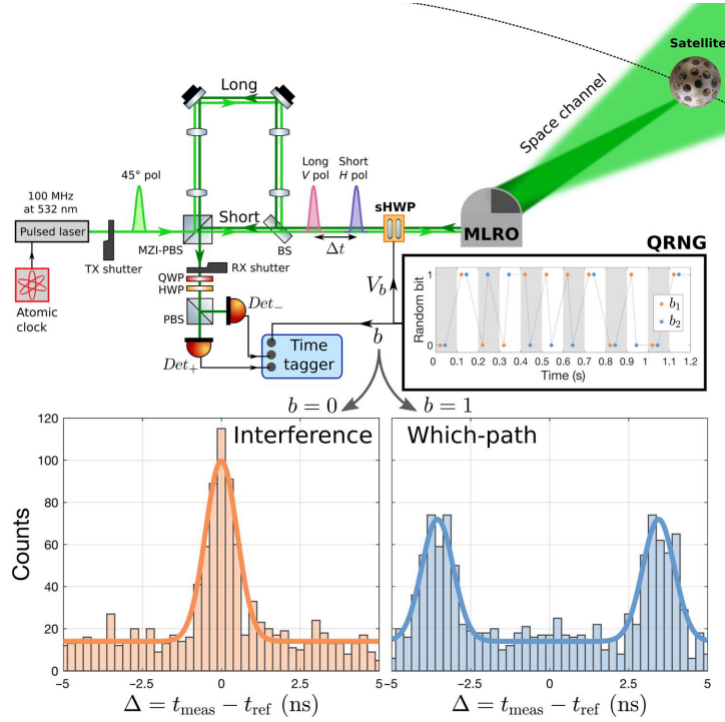 Satellite
Space channel
Long
100 MHz
at 532 nm
45° pol
Long
V pol
Short
H pol
Pulsed laser
Short
sHWP
MLRO
TX shutter
MZI-PBS
BS
Δt
QRNG
RX shutter
QWP
HWP
Atomic
clock
PBS
Det₋
Det₊
Time
tagger
V_b
b
Random bit
1
0
b₁
b₂
0 0.1 0.2 0.3 0.4 0.5 0.6 0.7 0.8 0.9 1 1.1 1.2
Time (s)
b = 0
b = 1
Interference
Which-path
Counts
120
100
80
60
40
20
0
-5 -2.5 0 2.5 5
-5 -2.5 0 2.5 5
Δ = t_meas − t_ref (ns)
Δ = t_meas − t_ref (ns)